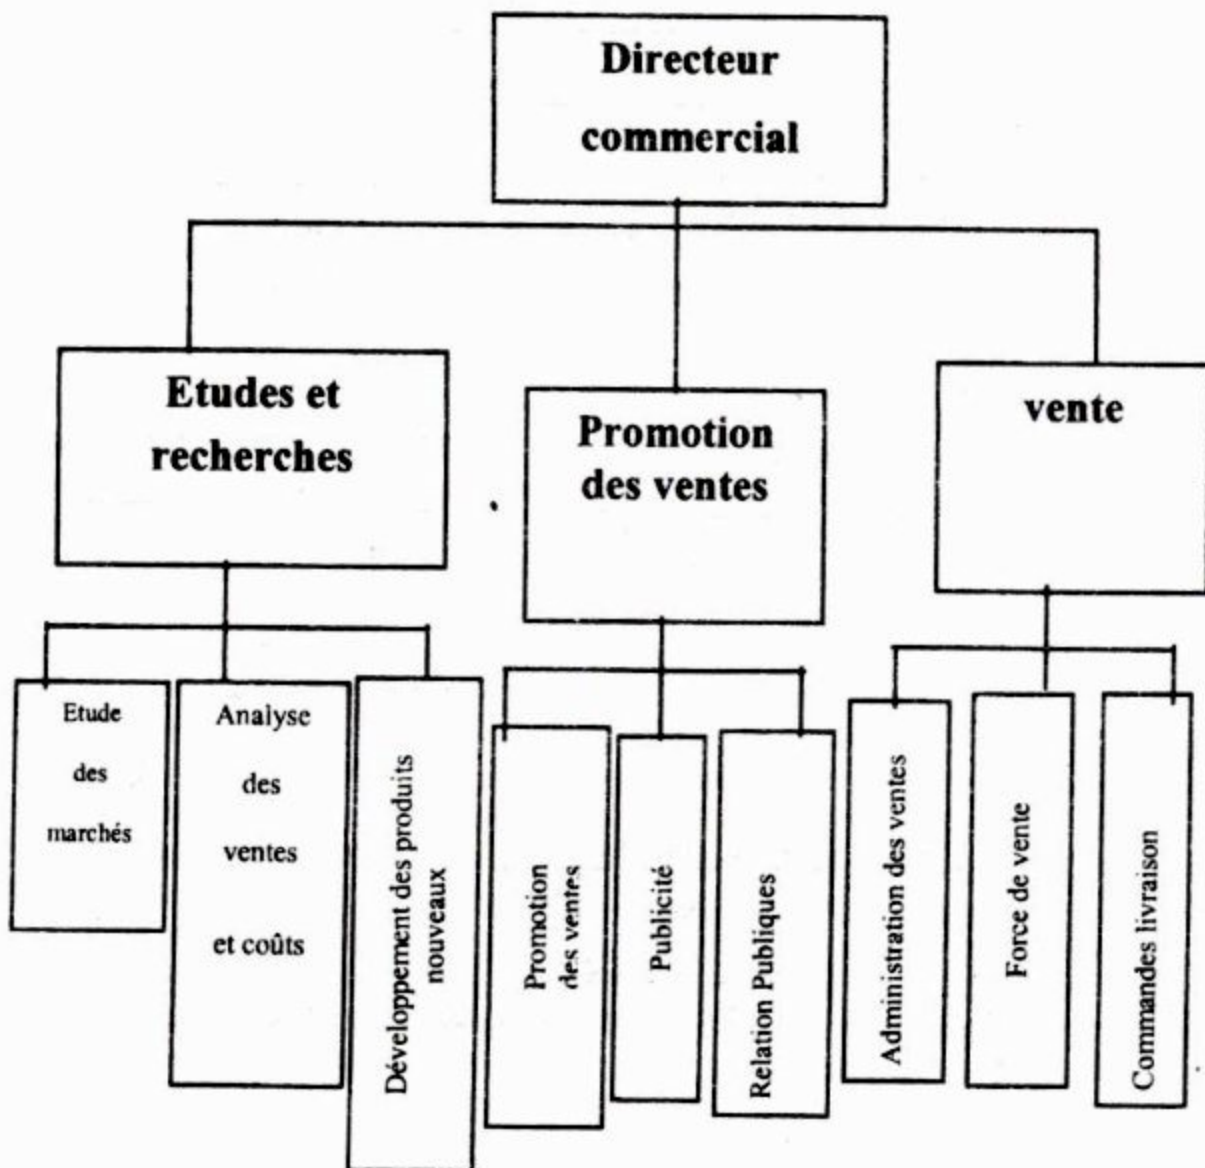 Directeur
commercial
Etudes et
recherches
Promotion
des ventes
vente
Etude
des
marchés
Analyse
des
ventes
et coûts
Développement des produits
nouveaux
Promotion
des ventes
Publicité
Relation Publiques
Administration des ventes
Force de vente
Commandes livraison